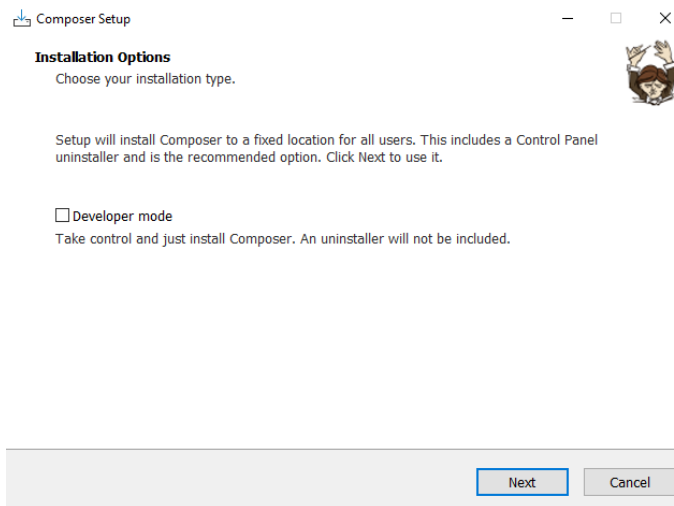 Composer Setup
Installation Options
Choose your installation type.
Setup will install Composer to a fixed location for all users. This includes a Control Panel
uninstaller and is the recommended option. Click Next to use it.
Developer mode
Take control and just install Composer. An uninstaller will not be included.
Next
Cancel